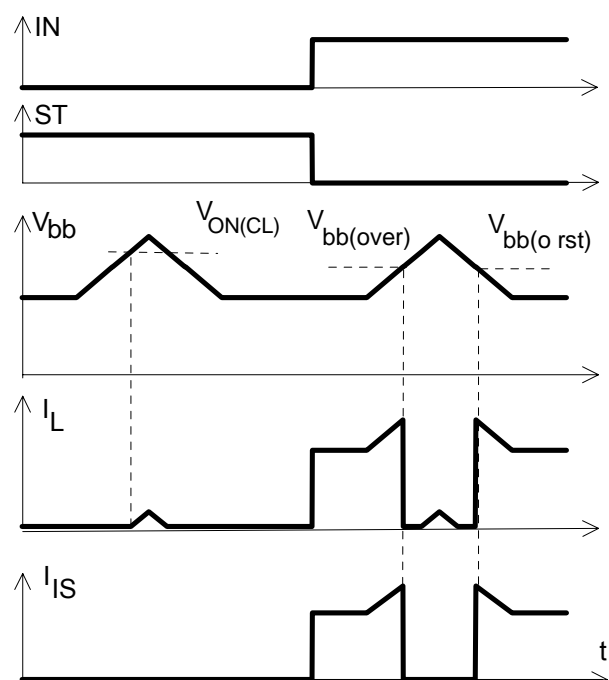 IN
ST
Vbb
VON(CL)
Vbb(over)
Vbb(o rst)
IL
IIS
t